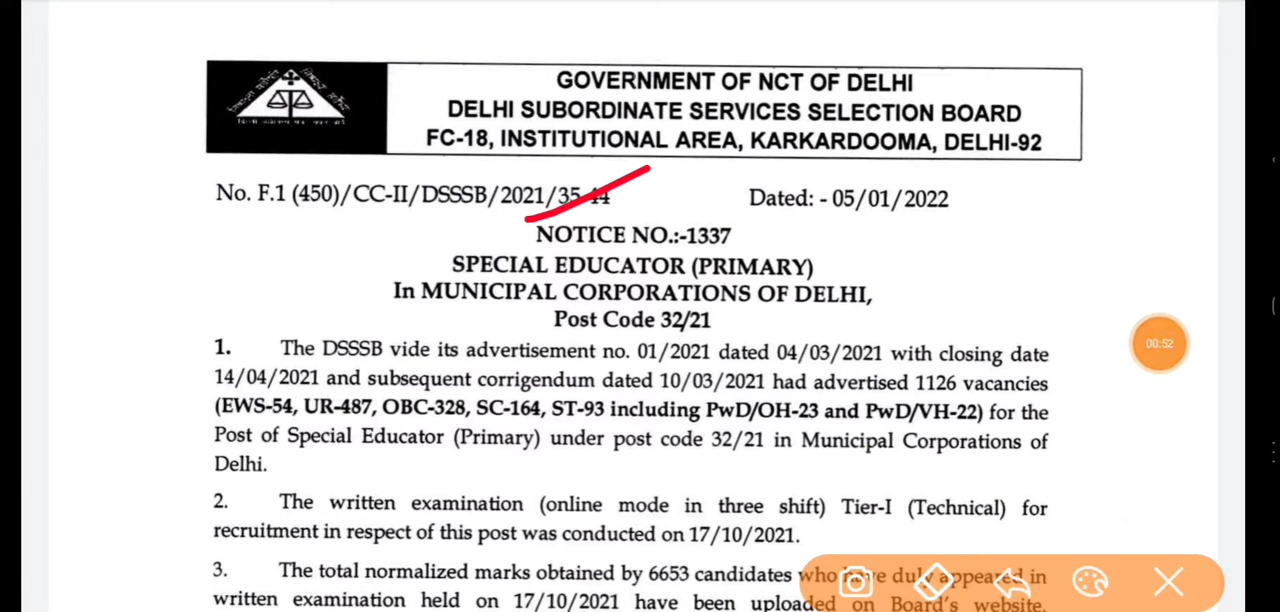 GOVERNMENT OF NCT OF DELHI
DELHI SUBORDINATE SERVICES SELECTION BOARD
FC-18, INSTITUTIONAL AREA, KARKARDOOMA, DELHI-92
No. F.1 (450)/CC-II/DSSSB/2021/35-44 Dated: - 05/01/2022
NOTICE NO.:-1337
SPECIAL EDUCATOR (PRIMARY)
In MUNICIPAL CORPORATIONS OF DELHI,
Post Code 32/21
1. The DSSSB vide its advertisement no. 01/2021 dated 04/03/2021 with closing date
14/04/2021 and subsequent corrigendum dated 10/03/2021 had advertised 1126 vacancies
(EWS-54, UR-487, OBC-328, SC-164, ST-93 including PwD/OH-23 and PwD/VH-22) for the
Post of Special Educator (Primary) under post code 32/21 in Municipal Corporations of
Delhi.
00:52
2. The written examination (online mode in three shift) Tier-I (Technical) for
recruitment in respect of this post was conducted on 17/10/2021.
3. The total normalized marks obtained by 6653 candidates who have duly appeared in
written examination held on 17/10/2021 have been uploaded on Board's website.